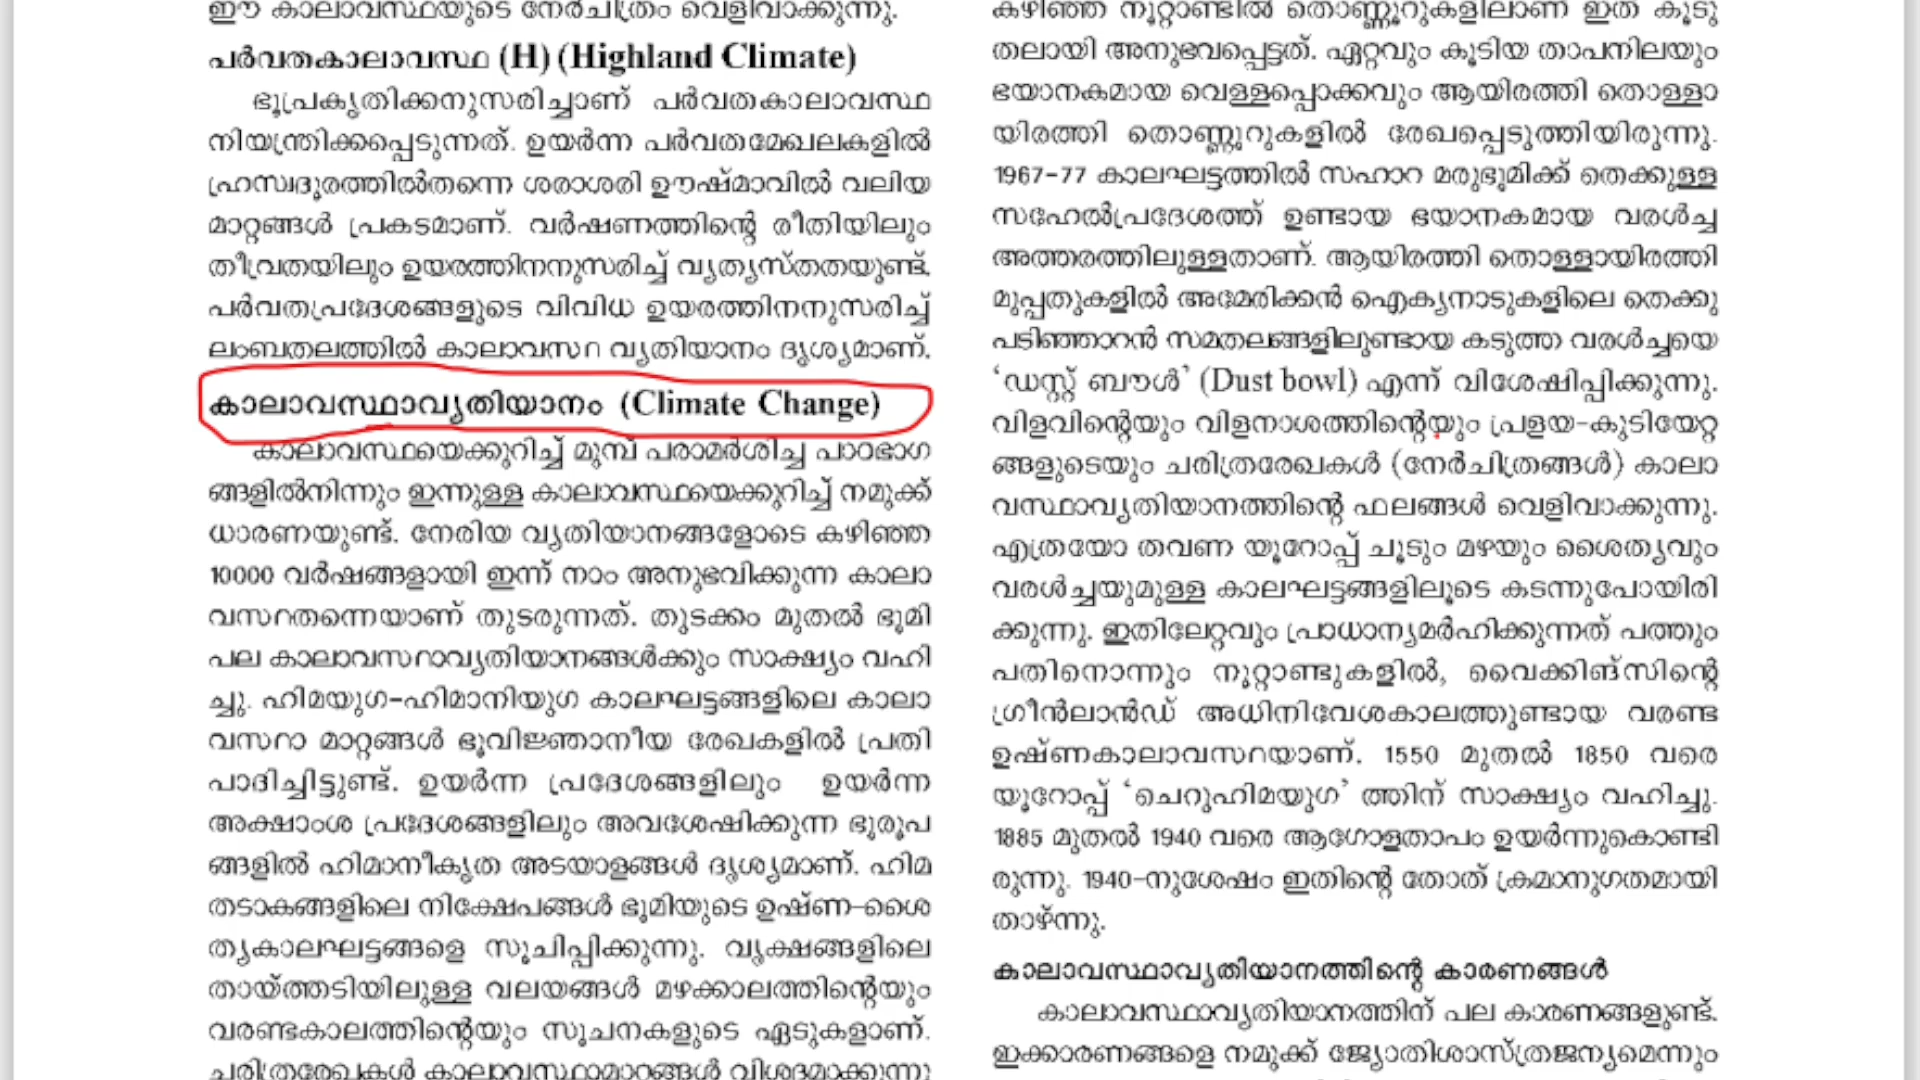 ഈ കാലാവസ്ഥയുടെ നേർചിത്രം വെളിവാക്കുന്നു.
പർവതകാലാവസ്ഥ (H) (Highland Climate)
ഭൂപ്രകൃതിക്കനുസരിച്ചാണ് പർവതകാലാവസ്ഥ
നിയന്ത്രിക്കപ്പെടുന്നത്. ഉയർന്ന പർവതമേഖലകളിൽ
ഹ്രസ്വദൂരത്തിൽതന്നെ ശരാശരി ഊഷ്മാവിൽ വലിയ
മാറ്റങ്ങൾ പ്രകടമാണ്. വർഷണത്തിന്റെ രീതിയിലും
തീവ്രതയിലും ഉയരത്തിനനുസരിച്ച് വ്യത്യസ്തതയുണ്ട്.
പർവതപ്രദേശങ്ങളുടെ വിവിധ ഉയരത്തിനനുസരിച്ച്
ലംബതലത്തിൽ കാലാവസഠ വ്യതിയാനം ദൃശ്യമാണ്.
കാലാവസ്ഥാവ്യതിയാനം (Climate Change)
കാലാവസ്ഥയെക്കുറിച്ച് മുമ്പ് പരാമർശിച്ച പാഠഭാഗ
ങ്ങളിൽനിന്നും ഇന്നുള്ള കാലാവസ്ഥയെക്കുറിച്ച് നമുക്ക്
ധാരണയുണ്ട്. നേരിയ വ്യതിയാനങ്ങളോടെ കഴിഞ്ഞ
10000 വർഷങ്ങളായി ഇന്ന് നാം അനുഭവിക്കുന്ന കാലാ
വസഠതന്നെയാണ് തുടരുന്നത്. തുടക്കം മുതൽ ഭൂമി
പല കാലാവസഠാവ്യതിയാനങ്ങൾക്കും സാക്ഷ്യം വഹി
ച്ചു. ഹിമയുഗ-ഹിമാനിയുഗ കാലഘട്ടങ്ങളിലെ കാലാ
വസഠാ മാറ്റങ്ങൾ ഭൂവിജ്ഞാനീയ രേഖകളിൽ പ്രതി
പാദിച്ചിട്ടുണ്ട്. ഉയർന്ന പ്രദേശങ്ങളിലും ഉയർന്ന
അക്ഷാംശ പ്രദേശങ്ങളിലും അവശേഷിക്കുന്ന ഭൂരൂപ
ങ്ങളിൽ ഹിമാനീകൃത അടയാളങ്ങൾ ദൃശ്യമാണ്. ഹിമ
തടാകങ്ങളിലെ നിക്ഷേപങ്ങൾ ഭൂമിയുടെ ഉഷ്ണ-ശൈ
ത്യകാലഘട്ടങ്ങളെ സൂചിപ്പിക്കുന്നു. വൃക്ഷങ്ങളിലെ
തായ്ത്തടിയിലുള്ള വലയങ്ങൾ മഴക്കാലത്തിന്റെയും
വരണ്ടകാലത്തിന്റെയും സൂചനകളുടെ ഏടുകളാണ്.
ചരിത്രരേഖകൾ കാലാവസ്ഥാമാറ്റങ്ങൾ വിശദമാക്കുന്നു
കഴിഞ്ഞ നൂറ്റാണ്ടിൽ തൊണ്ണൂറുകളിലാണ് ഇത് കൂടു
തലായി അനുഭവപ്പെട്ടത്. ഏറ്റവും കൂടിയ താപനിലയും
ഭയാനകമായ വെള്ളപ്പൊക്കവും ആയിരത്തി തൊള്ളാ
യിരത്തി തൊണ്ണൂറുകളിൽ രേഖപ്പെടുത്തിയിരുന്നു.
1967-77 കാലഘട്ടത്തിൽ സഹാറ മരുഭൂമിക്ക് തെക്കുള്ള
സഹേൽപ്രദേശത്ത് ഉണ്ടായ ഭയാനകമായ വരൾച്ച
അത്തരത്തിലുള്ളതാണ്. ആയിരത്തി തൊള്ളായിരത്തി
മുപ്പതുകളിൽ അമേരിക്കൻ ഐക്യനാടുകളിലെ തെക്കു
പടിഞ്ഞാറൻ സമതലങ്ങളിലുണ്ടായ കടുത്ത വരൾച്ചയെ
‘ഡസ്റ്റ് ബൗൾ’ (Dust bowl) എന്ന് വിശേഷിപ്പിക്കുന്നു.
വിളവിന്റെയും വിളനാശത്തിന്റെയും പ്രളയ-കുടിയേറ്റ
ങ്ങളുടെയും ചരിത്രരേഖകൾ (നേർചിത്രങ്ങൾ) കാലാ
വസ്ഥാവ്യതിയാനത്തിന്റെ ഫലങ്ങൾ വെളിവാക്കുന്നു.
എത്രയോ തവണ യൂറോപ്പ് ചൂടും മഴയും ശൈത്യവും
വരൾച്ചയുമുള്ള കാലഘട്ടങ്ങളിലൂടെ കടന്നുപോയിരി
ക്കുന്നു. ഇതിലേറ്റവും പ്രാധാന്യമർഹിക്കുന്നത് പത്തും
പതിനൊന്നും നൂറ്റാണ്ടുകളിൽ, വൈക്കിങ്സിന്റെ
ഗ്രീൻലാൻഡ് അധിനിവേശകാലത്തുണ്ടായ വരണ്ട
ഉഷ്ണകാലാവസഠയാണ്. 1550 മുതൽ 1850 വരെ
യൂറോപ്പ് ‘ചെറുഹിമയുഗ’ ത്തിന് സാക്ഷ്യം വഹിച്ചു.
1885 മുതൽ 1940 വരെ ആഗോളതാപം ഉയർന്നുകൊണ്ടി
രുന്നു. 1940-നുശേഷം ഇതിന്റെ തോത് ക്രമാനുഗതമായി
താഴ്ന്നു.
കാലാവസ്ഥാവ്യതിയാനത്തിന്റെ കാരണങ്ങൾ
കാലാവസ്ഥാവ്യതിയാനത്തിന് പല കാരണങ്ങളുണ്ട്.
ഇക്കാരണങ്ങളെ നമുക്ക് ജ്യോതിശാസ്ത്രജന്യമെന്നും